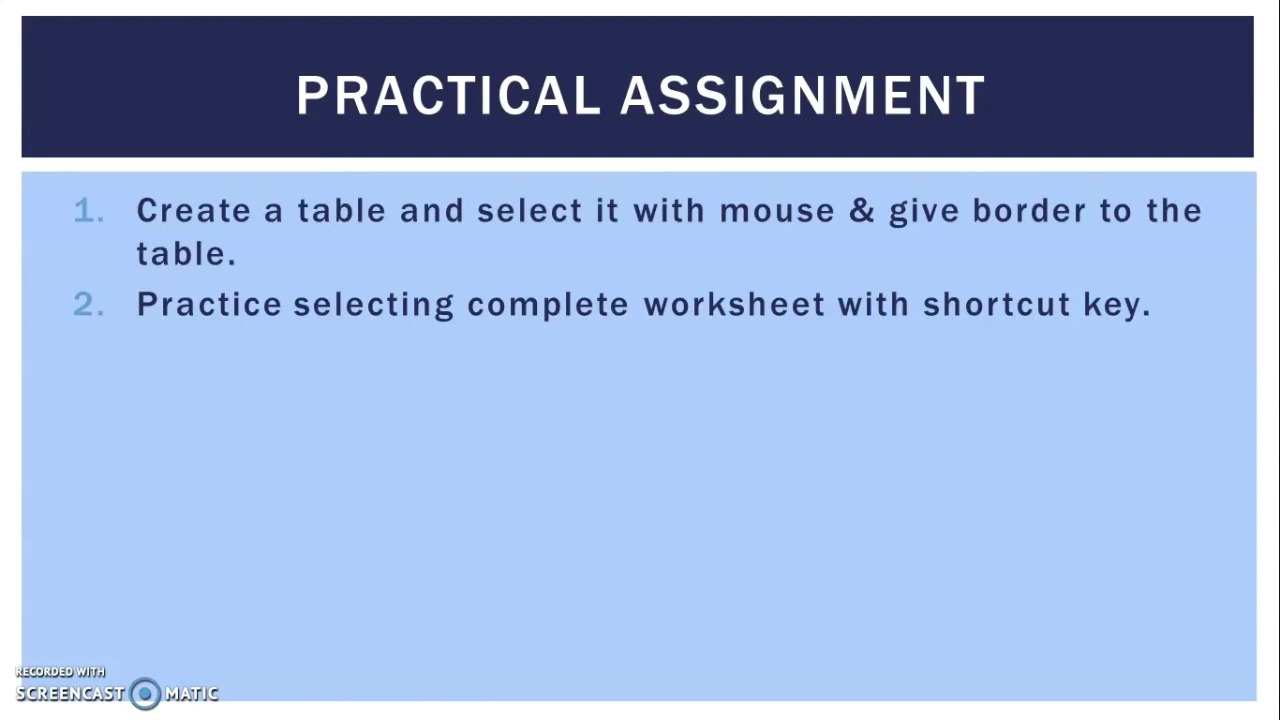 PRACTICAL ASSIGNMENT
1. Create a table and select it with mouse & give border to the
table.
2. Practice selecting complete worksheet with shortcut key.
RECORDED WITH
SCREENCAST MATIC